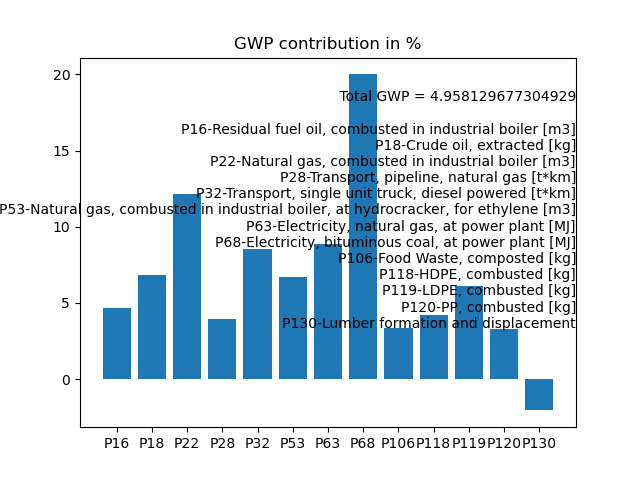 GWP contribution in %
20
15
10
5
0
Total GWP = 4.958129677304929
P16-Residual fuel oil, combusted in industrial boiler [m3]
P18-Crude oil, extracted [kg]
P22-Natural gas, combusted in industrial boiler [m3]
P28-Transport, pipeline, natural gas [t*km]
P32-Transport, single unit truck, diesel powered [t*km]
P53-Natural gas, combusted in industrial boiler, at hydrocracker, for ethylene [m3]
P63-Electricity, natural gas, at power plant [MJ]
P68-Electricity, bituminous coal, at power plant [MJ]
P106-Food Waste, composted [kg]
P118-HDPE, combusted [kg]
P119-LDPE, combusted [kg]
P120-PP, combusted [kg]
P130-Lumber formation and displacement
P16 P18 P22 P28 P32 P53 P63 P68 P106 P118 P119 P120 P130